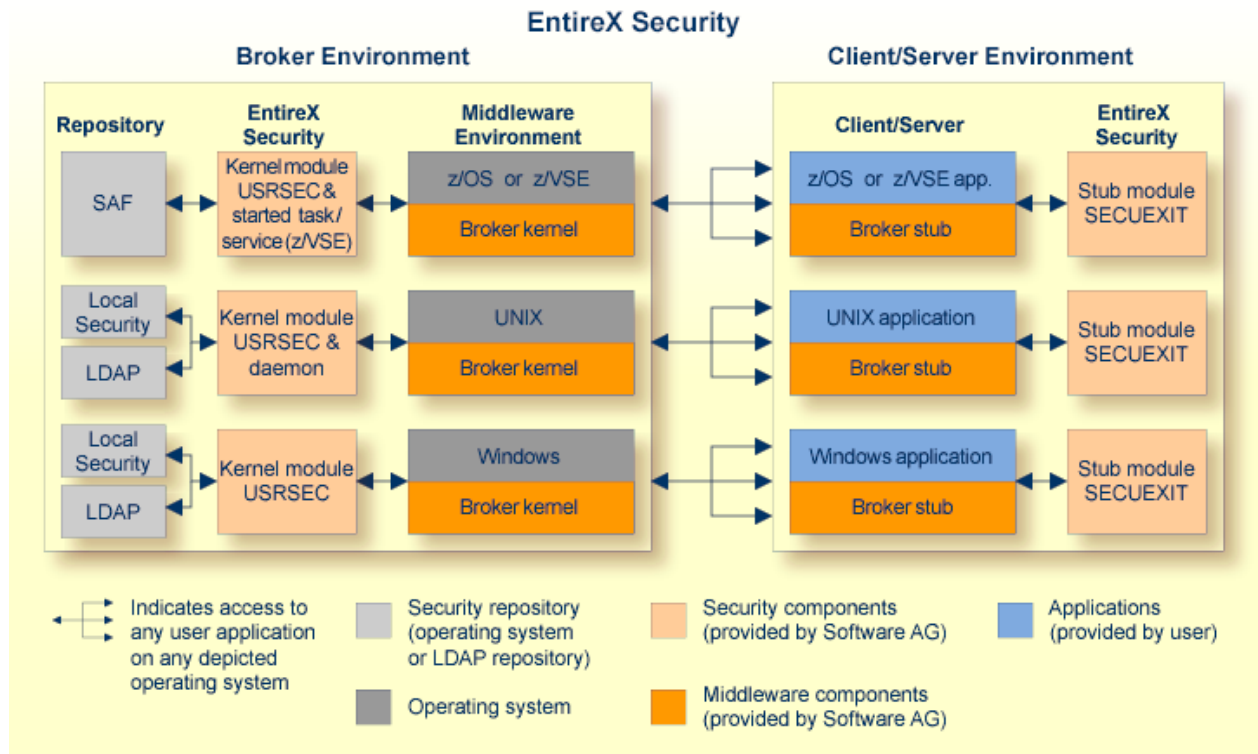 EntireX Security
Broker Environment
Client/Server Environment
Repository
EntireX
Security
Middleware
Environment
Client/Server
EntireX
Security
SAF
Kernel module
USRSEC &
started task/
service (z/VSE)
z/OS or z/VSE
Broker kernel
z/OS or z/VSE app.
Broker stub
Stub module
SECUEXIT
Local
Security
LDAP
Kernel module
USRSEC &
daemon
UNIX
Broker kernel
UNIX application
Broker stub
Stub module
SECUEXIT
Local
Security
LDAP
Kernel module
USRSEC
Windows
Broker kernel
Windows application
Broker stub
Stub module
SECUEXIT
Indicates access to
any user application
on any depicted
operating system
Security repository
(operating system
or LDAP repository)
Operating system
Security components
(provided by Software AG)
Middleware components
(provided by Software AG)
Applications
(provided by user)